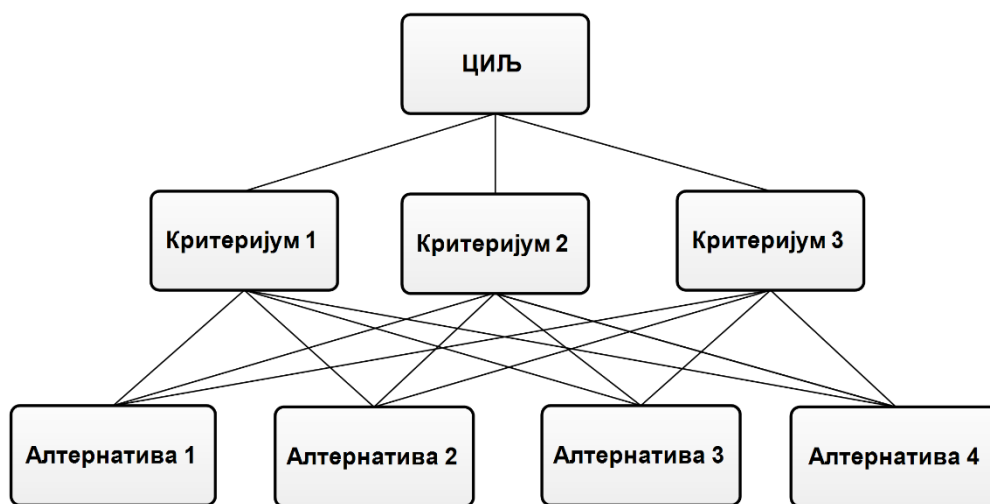 ЦИЉ
Критеријум 1
Критеријум 2
Критеријум 3
Алтернатива 1
Алтернатива 2
Алтернатива 3
Алтернатива 4